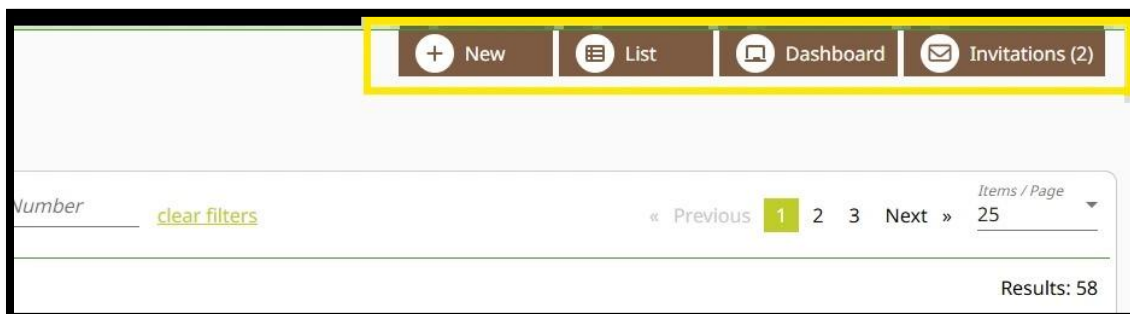 New List Dashboard Invitations (2)
Number clear filters « Previous 1 2 3 Next » Items / Page 25
Results: 58